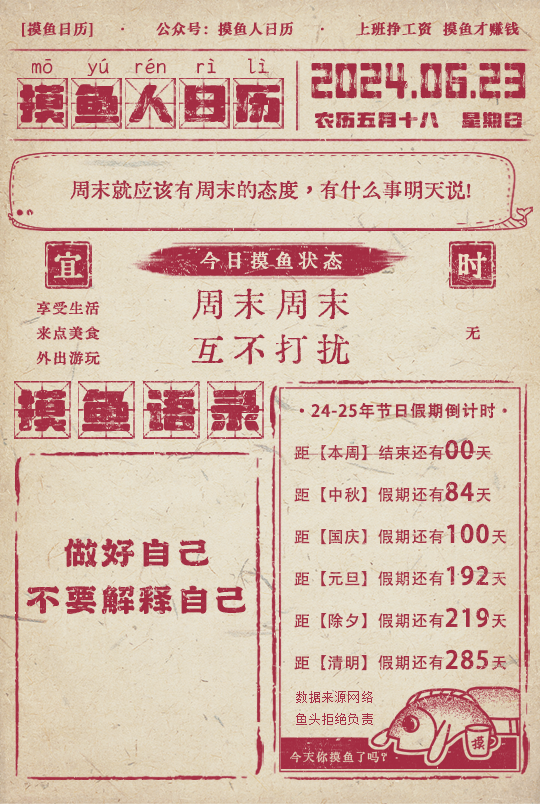 [摸鱼日历] · 公众号：摸鱼人日历 · 上班挣工资 摸鱼才赚钱
mō yú rén rì lì
摸鱼人日历
2024.06.23
农历五月十八 星期日
周末就应该有周末的态度，有什么事明天说!
宜
享受生活
来点美食
外出游玩
今日摸鱼状态
周末周末
互不打扰
时
无
摸鱼语录
做好自己
不要解释自己
·24-25年节日假期倒计时·
距【本周】结束还有00天
距【中秋】假期还有84天
距【国庆】假期还有100天
距【元旦】假期还有192天
距【除夕】假期还有219天
距【清明】假期还有285天
数据来源网络
鱼头拒绝负责
今天你摸鱼了吗？·
摸